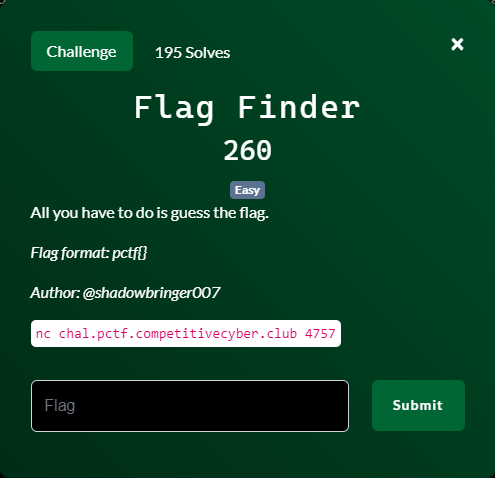 Challenge 195 Solves ×
Flag Finder
260
Easy
All you have to do is guess the flag.
Flag format: pctf{}
Author: @shadowbringer007
nc chal.pctf.competitivecyber.club 4757
Flag Submit